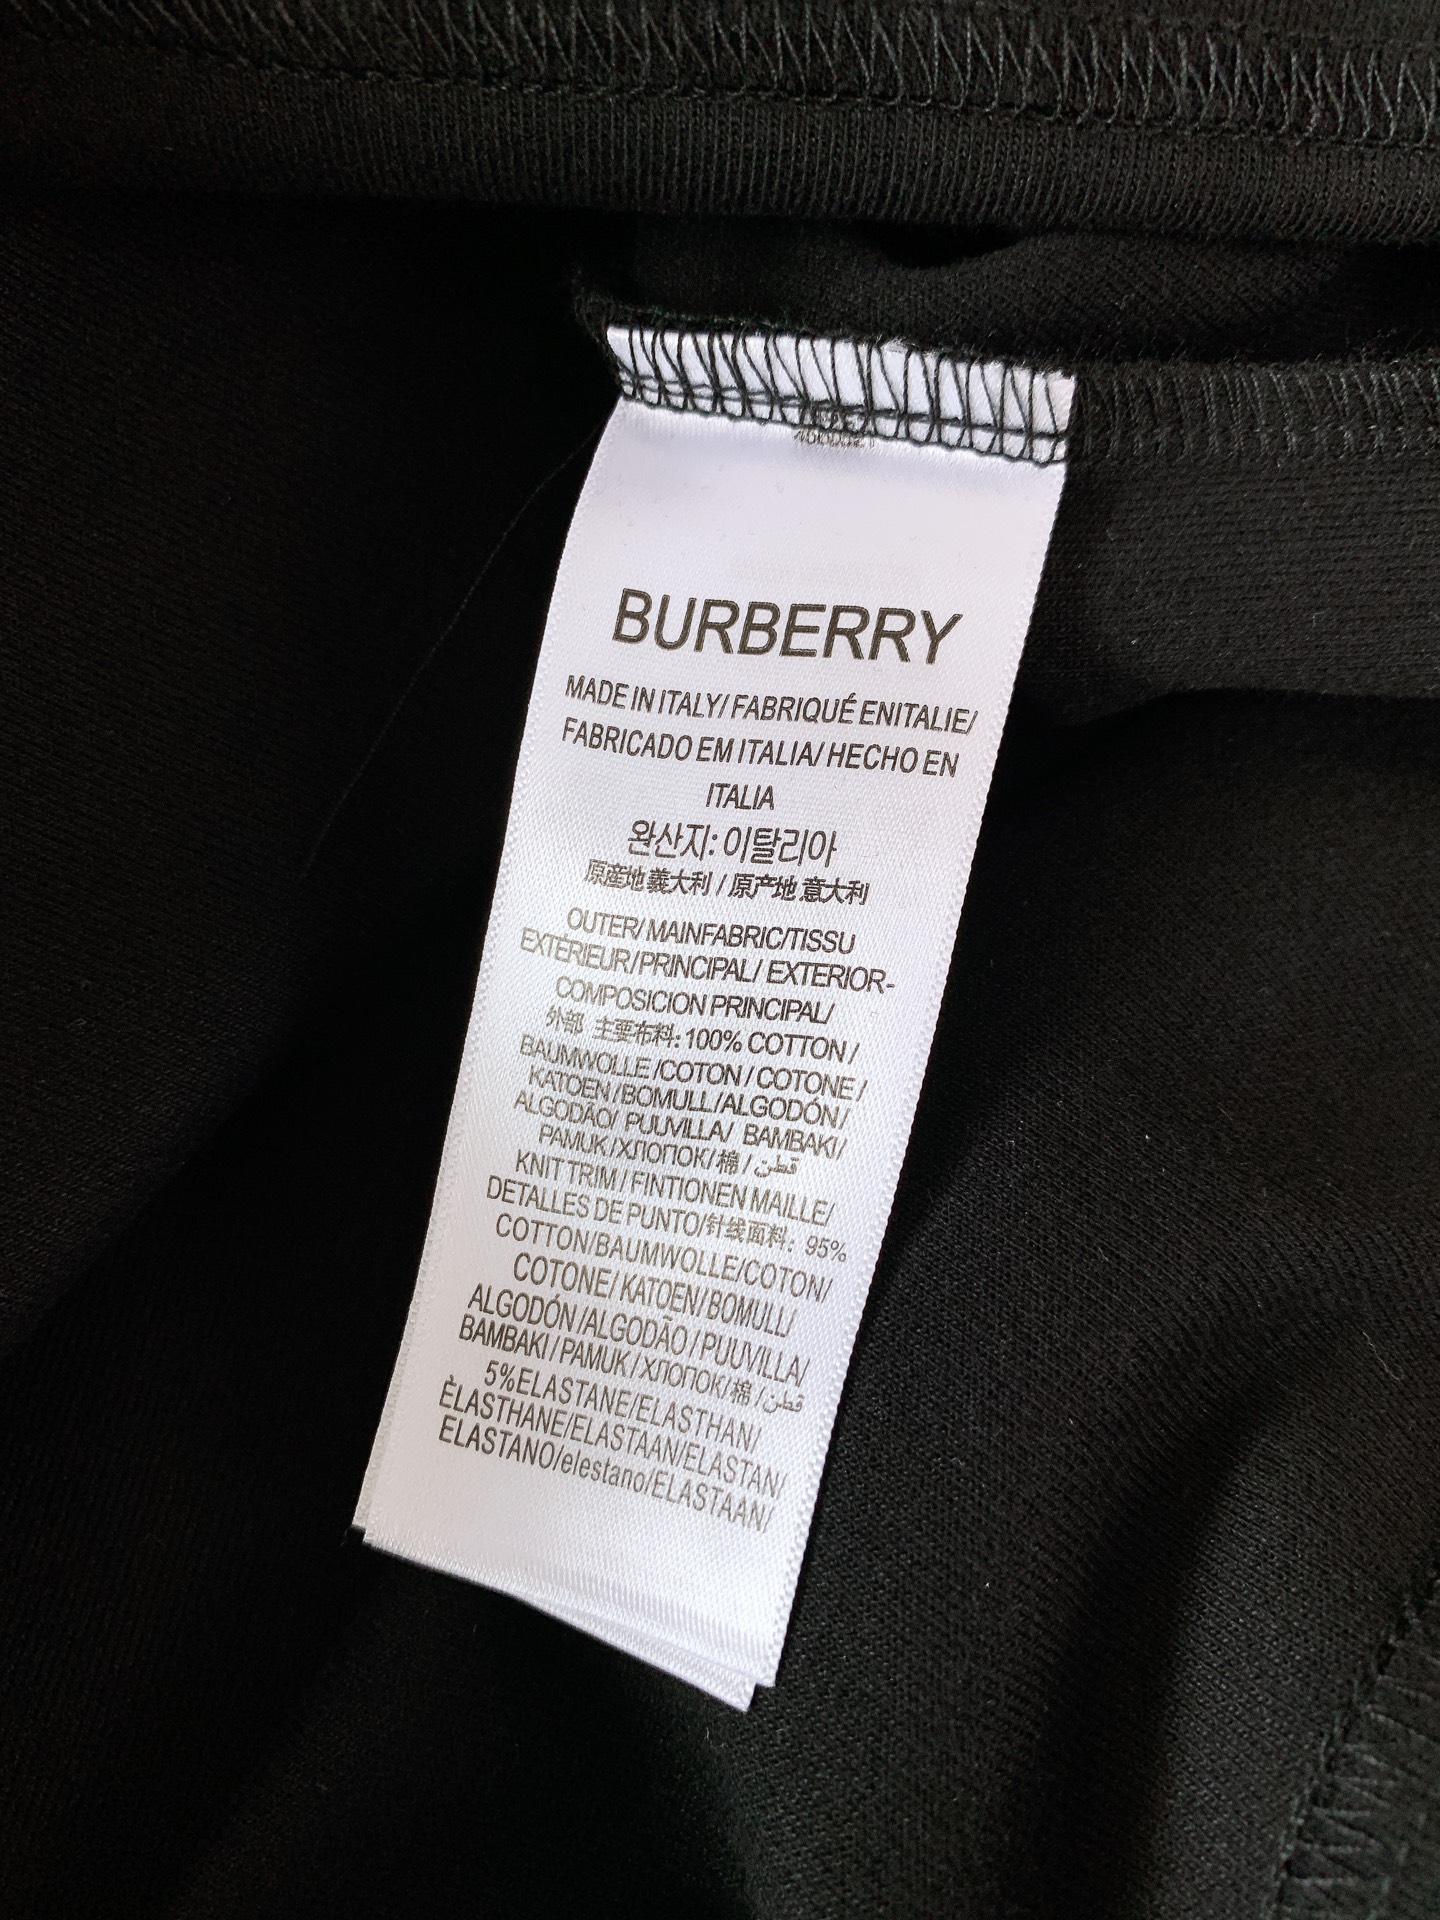 BURBERRY
MADE IN ITALY/ FABRIQUÉ ENITALIE/
FABRICADO EM ITALIA/ HECHO EN
ITALIA
완산지: 이탈리아
原産地 義大利 / 原产地 意大利
OUTER/ MAINFABRIC/TISSU
EXTÉRIEUR/PRINCIPAL/ EXTERIOR-
COMPOSICION PRINCIPAL/
外部 主要布料: 100% COTTON /
BAUMWOLLE /COTON / COTONE /
KATOEN /BOMULL/ALGODÓN/
ALGODÃO/ PUUVILLA/ BAMBAKI/
PAMUK /ХЛОПОК/ 棉 / قطن
KNIT TRIM / FINTIONEN MAILLE/
DETALLES DE PUNTO/针线面料: 95%
COTTON/BAUMWOLLE/COTON/
COTONE/ KATOEN/ BOMULL/
ALGODÓN /ALGODÃO / PUUVILLA/
BAMBAKI / PAMUK / ХЛОПОК/ 棉 / قطن
5%ELASTANE/ELASTHAN/
ÈLASTHANE/ELASTAAN/ELASTAN/
ELASTANO/elestano/ELASTAAN/